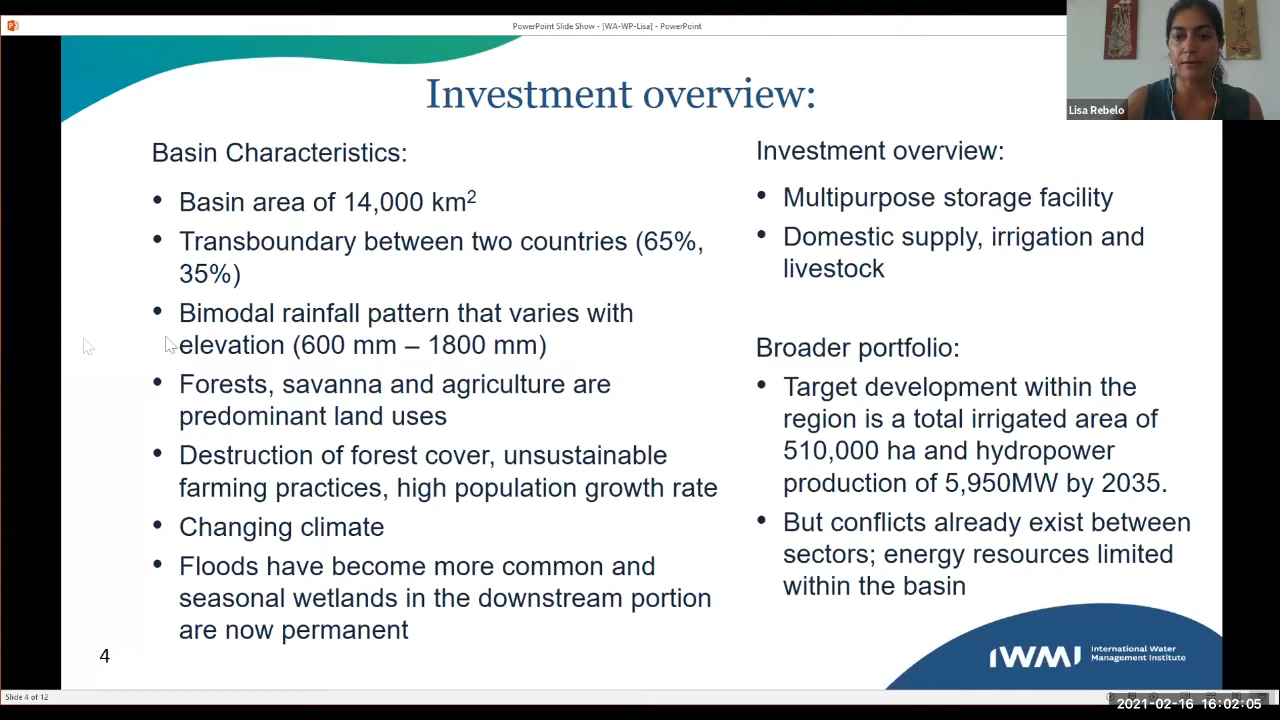 PowerPoint Slide Show - [WA-WP-Lisa] - PowerPoint
Lisa Rebelo
Investment overview:
Basin Characteristics:
• Basin area of 14,000 km²
• Transboundary between two countries (65%,
35%)
• Bimodal rainfall pattern that varies with
elevation (600 mm – 1800 mm)
• Forests, savanna and agriculture are
predominant land uses
• Destruction of forest cover, unsustainable
farming practices, high population growth rate
• Changing climate
• Floods have become more common and
seasonal wetlands in the downstream portion
are now permanent
Investment overview:
• Multipurpose storage facility
• Domestic supply, irrigation and
livestock
Broader portfolio:
• Target development within the
region is a total irrigated area of
510,000 ha and hydropower
production of 5,950MW by 2035.
• But conflicts already exist between
sectors; energy resources limited
within the basin
4
IWMI
International Water
Management Institute
Slide 4 of 12
2021-02-16 16:02:05